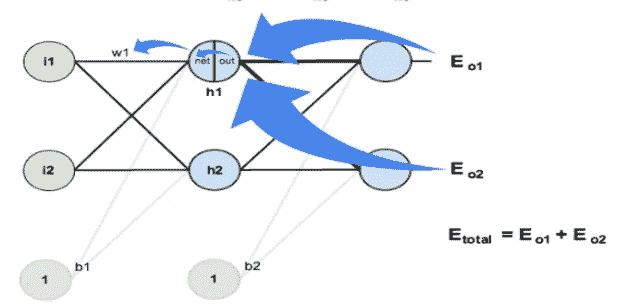 w1
i1
net
out
E o1
h1
i2
h2
E o2
E total = E o1 + E o2
b1
b2
1
1